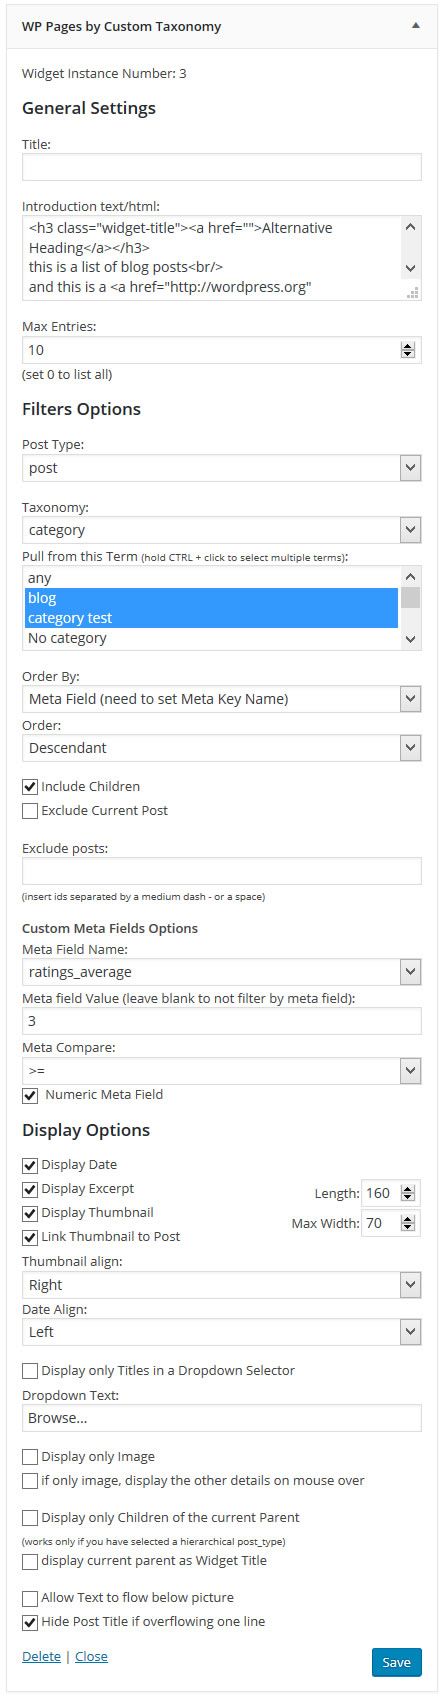 WP Pages by Custom Taxonomy
Widget Instance Number: 3
General Settings
Title:
Introduction text/html:
<h3 class="widget-title"><a href="">Alternative
Heading</a></h3>
this is a list of blog posts<br/>
and this is a <a href="http://wordpress.org"
Max Entries:
10
(set 0 to list all)
Filters Options
Post Type:
post
Taxonomy:
category
Pull from this Term (hold CTRL + click to select multiple terms):
any
blog
category test
No category
Order By:
Meta Field (need to set Meta Key Name)
Order:
Descendant
Include Children
Exclude Current Post
Exclude posts:
(insert ids separated by a medium dash - or a space)
Custom Meta Fields Options
Meta Field Name:
ratings_average
Meta field Value (leave blank to not filter by meta field):
3
Meta Compare:
>=
Numeric Meta Field
Display Options
Display Date
Display Excerpt Length: 160
Display Thumbnail Max Width: 70
Link Thumbnail to Post
Thumbnail align:
Right
Date Align:
Left
Display only Titles in a Dropdown Selector
Dropdown Text:
Browse...
Display only Image
if only image, display the other details on mouse over
Display only Children of the current Parent
(works only if you have selected a hierarchical post_type)
display current parent as Widget Title
Allow Text to flow below picture
Hide Post Title if overflowing one line
Delete | Close Save